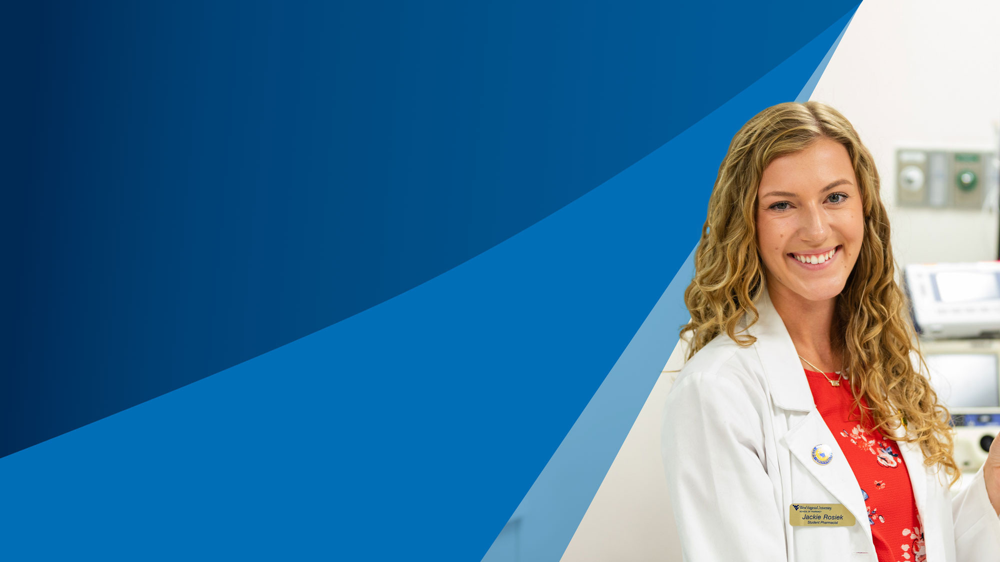 West Virginia University
SCHOOL OF PHARMACY
Jackie Rosiek
Student Pharmacist